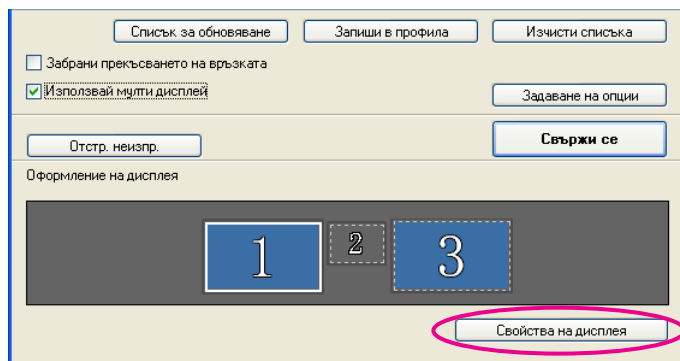 Списък за обновяване Запиши в профила Изчисти списъка
Забрани прекъсването на връзката
Използвай мулти дисплей Задаване на опции
Отстр. неизпр. Свържи се
Оформление на дисплея
1 2 3
Свойства на дисплея